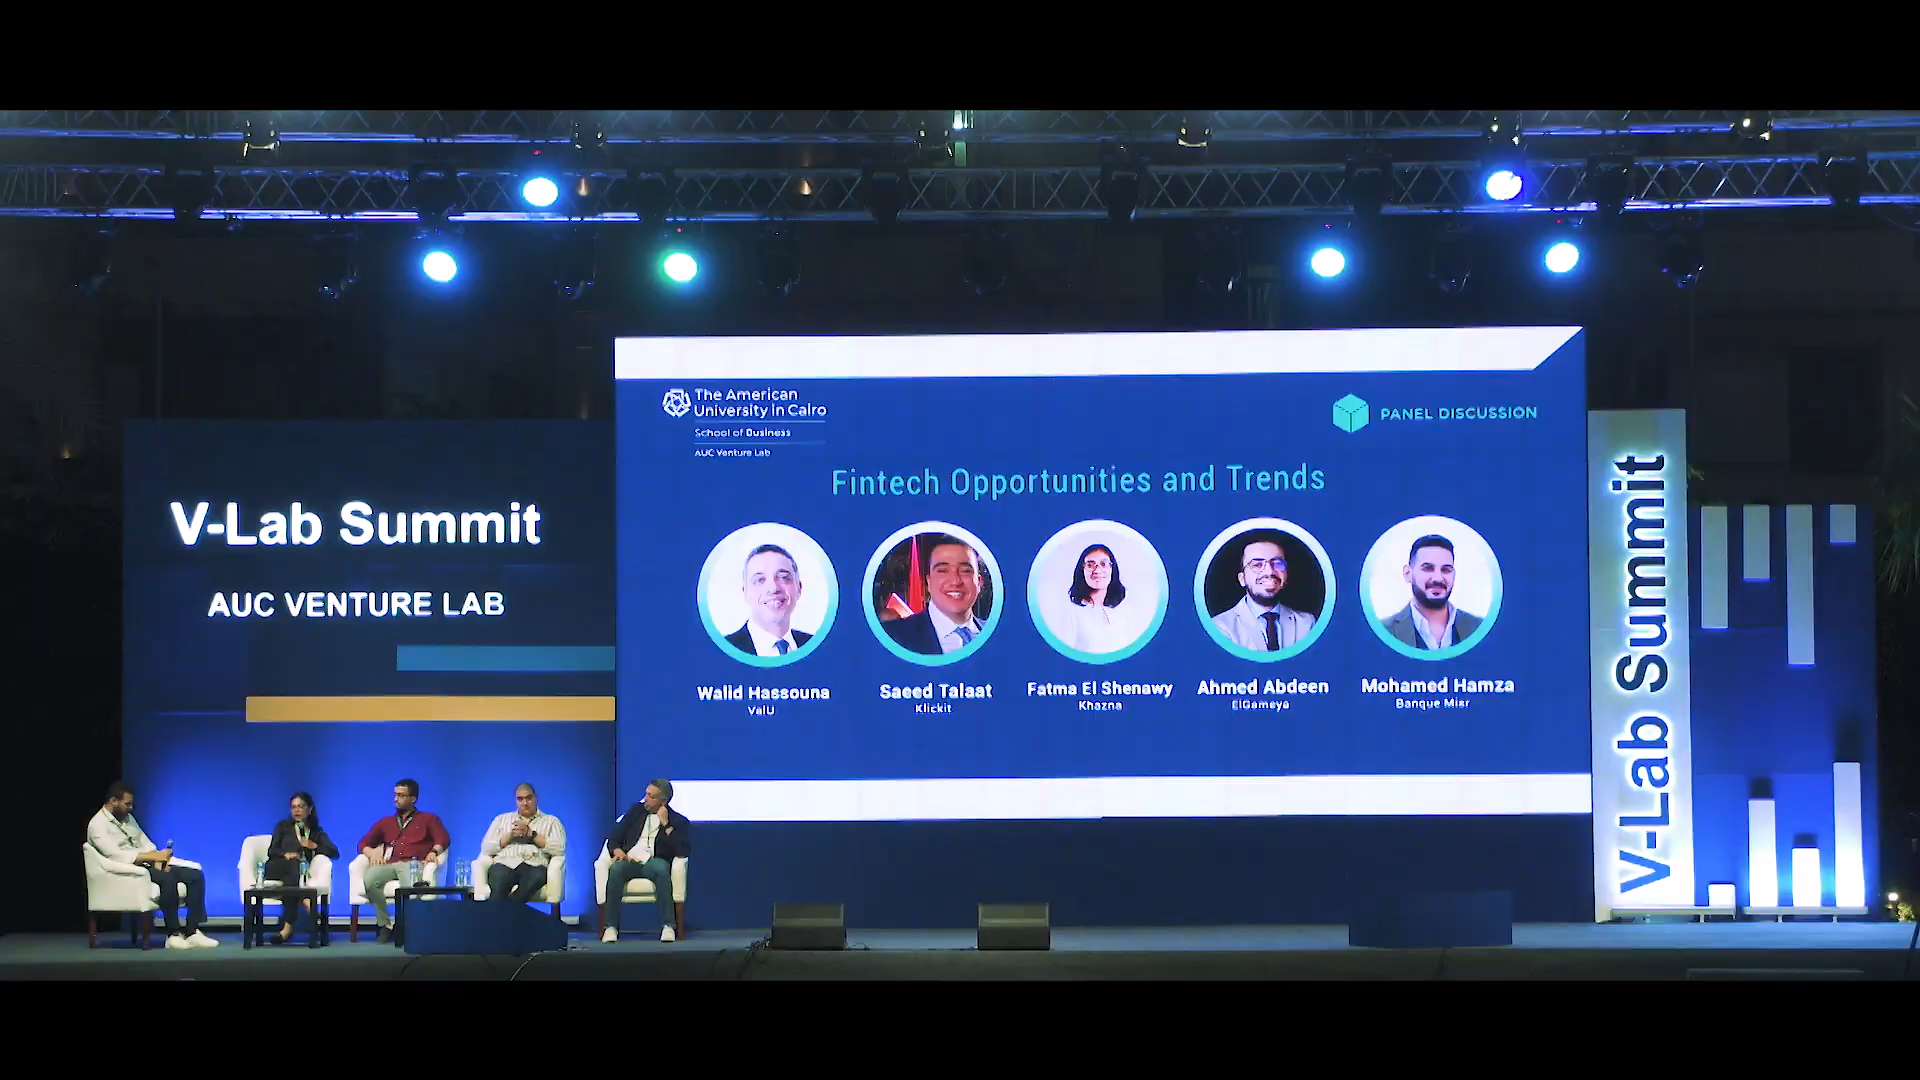 The American
University in Cairo
School of Business
AUC Venture Lab
PANEL DISCUSSION
Fintech Opportunities and Trends
Walid Hassouna
ValU
Saeed Talaat
Klickit
Fatma El Shenawy
Khazna
Ahmed Abdeen
ElGameya
Mohamed Hamza
Banque Misr
V-Lab Summit
AUC VENTURE LAB
V-Lab Summit